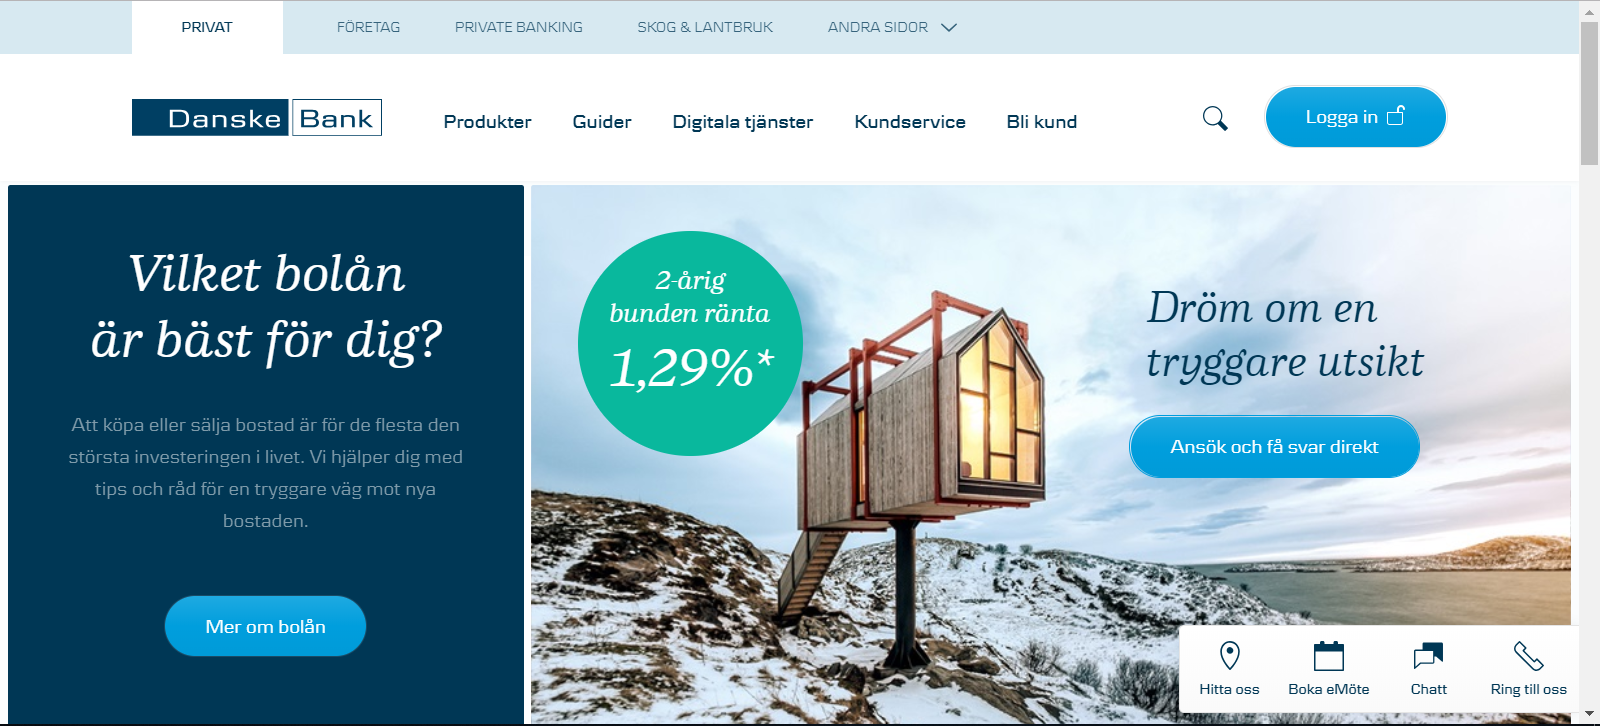 PRIVAT
FÖRETAG
PRIVATE BANKING
SKOG & LANTBRUK
ANDRA SIDOR
Danske Bank
Produkter
Guider
Digitala tjänster
Kundservice
Bli kund
Logga in
Vilket bolån
är bäst för dig?
Att köpa eller sälja bostad är för de flesta den
största investeringen i livet. Vi hjälper dig med
tips och råd för en tryggare väg mot nya
bostaden.
Mer om bolån
2-årig
bunden ränta
1,29%*
Dröm om en
tryggare utsikt
Ansök och få svar direkt
Hitta oss
Boka eMöte
Chatt
Ring till oss